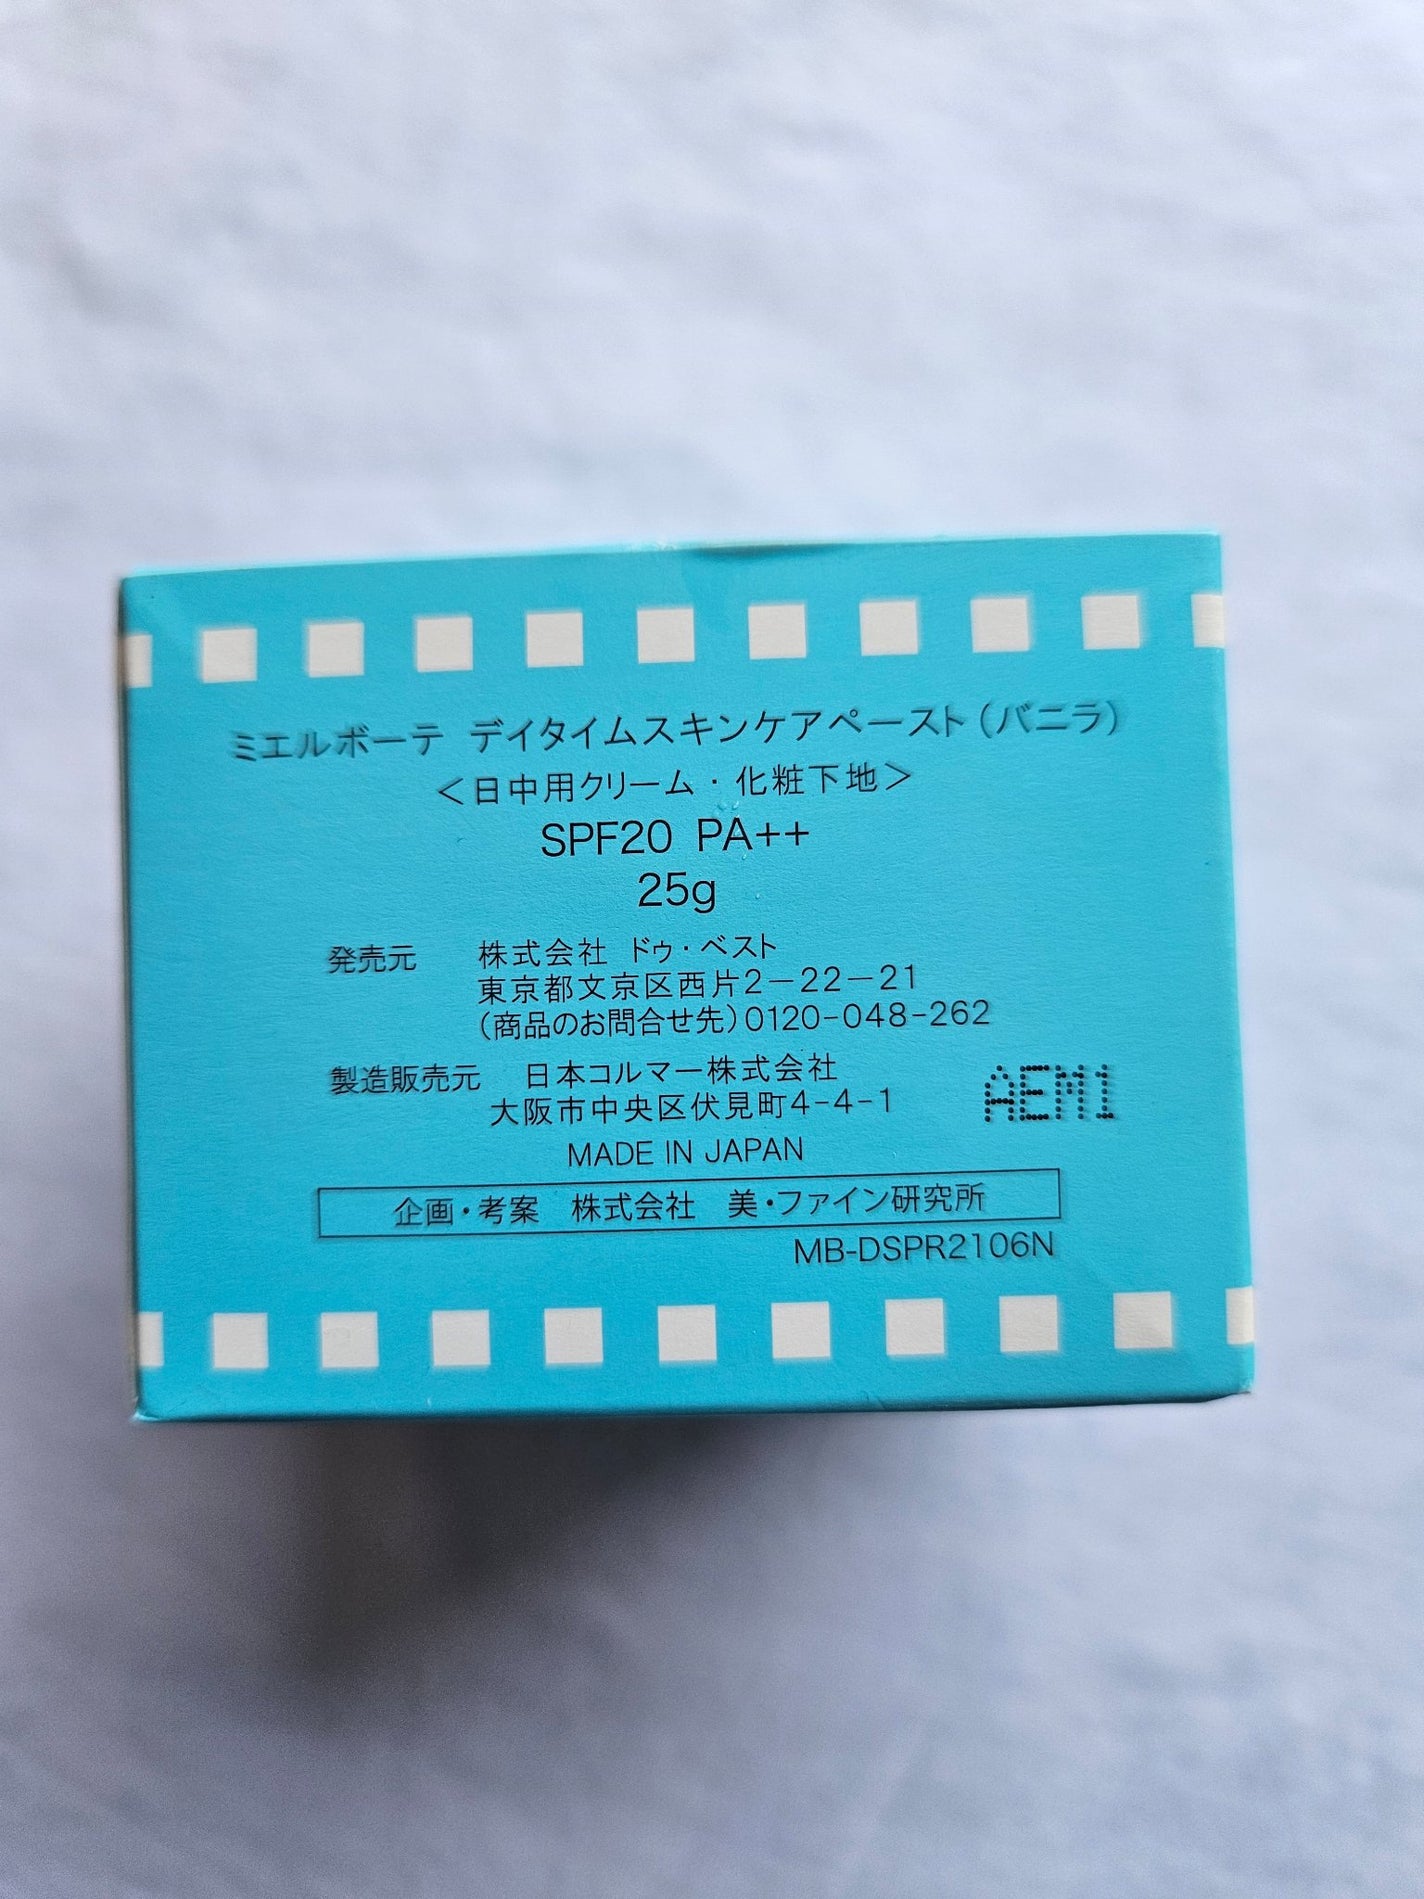 ミエルボーテ デイタイムスキンケアペースト（バニラ）
＜日中用クリーム・化粧下地＞
SPF20 PA++
25g
発売元 株式会社 ドゥ・ベスト
東京都文京区西片2－22－21
（商品のお問合せ先）0120-048-262
製造販売元 日本コルマー株式会社
大阪市中央区伏見町4-4-1
AEM1
MADE IN JAPAN
企画・考案 株式会社 美・ファイン研究所
MB-DSPR2106N